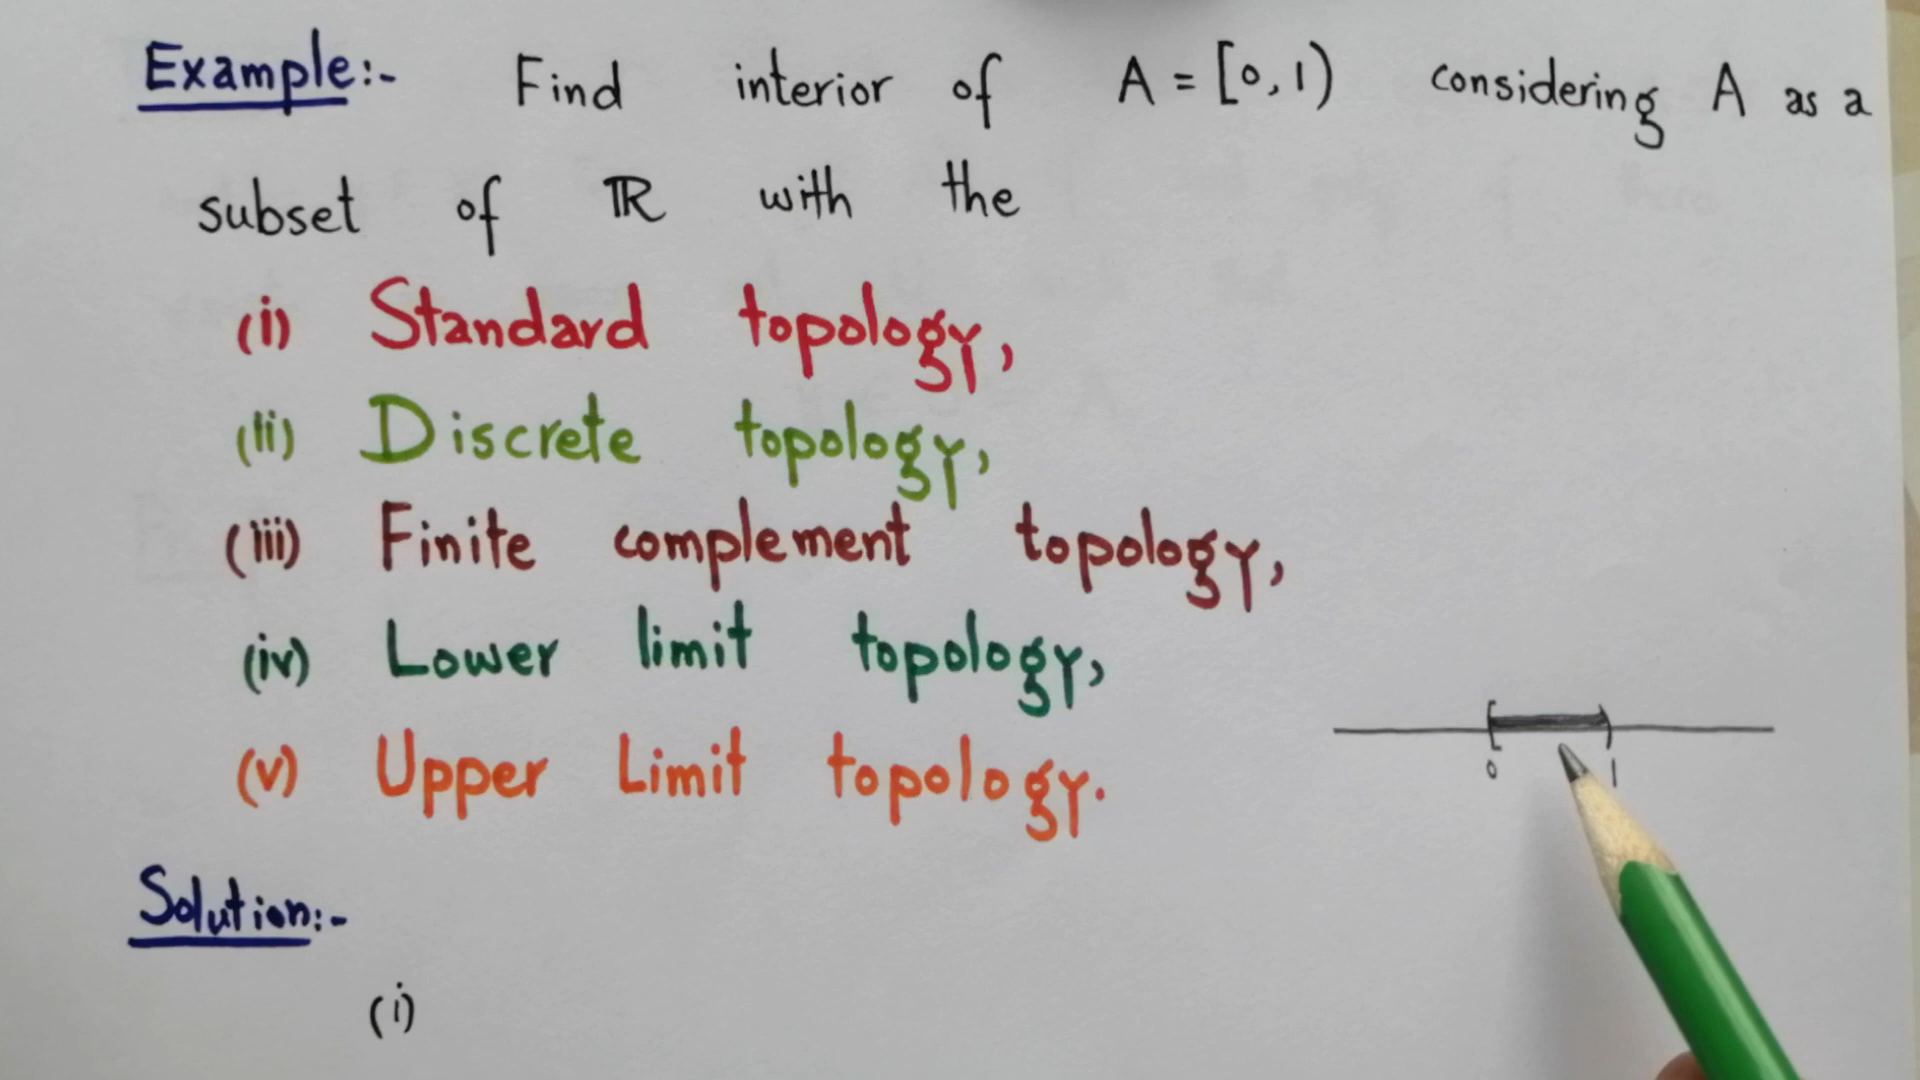 Example:- Find interior of A = [0,1) considering A as a
subset of ℝ with the
(i) Standard topology,
(ii) Discrete topology,
(iii) Finite complement topology,
(iv) Lower limit topology,
(v) Upper Limit topology.
[ )
0 1
Solution:-
(i)